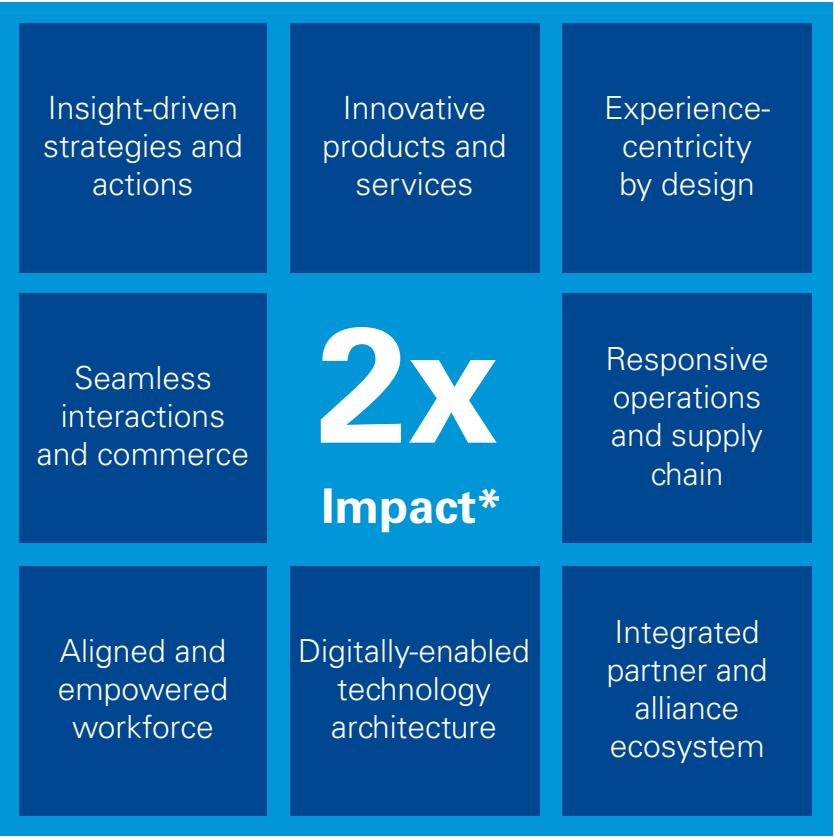 Insight-driven
strategies and
actions
Innovative
products and
services
Experience-
centricity
by design
Seamless
interactions
and commerce
2x
Impact*
Responsive
operations
and supply
chain
Aligned and
empowered
workforce
Digitally-enabled
technology
architecture
Integrated
partner and
alliance
ecosystem